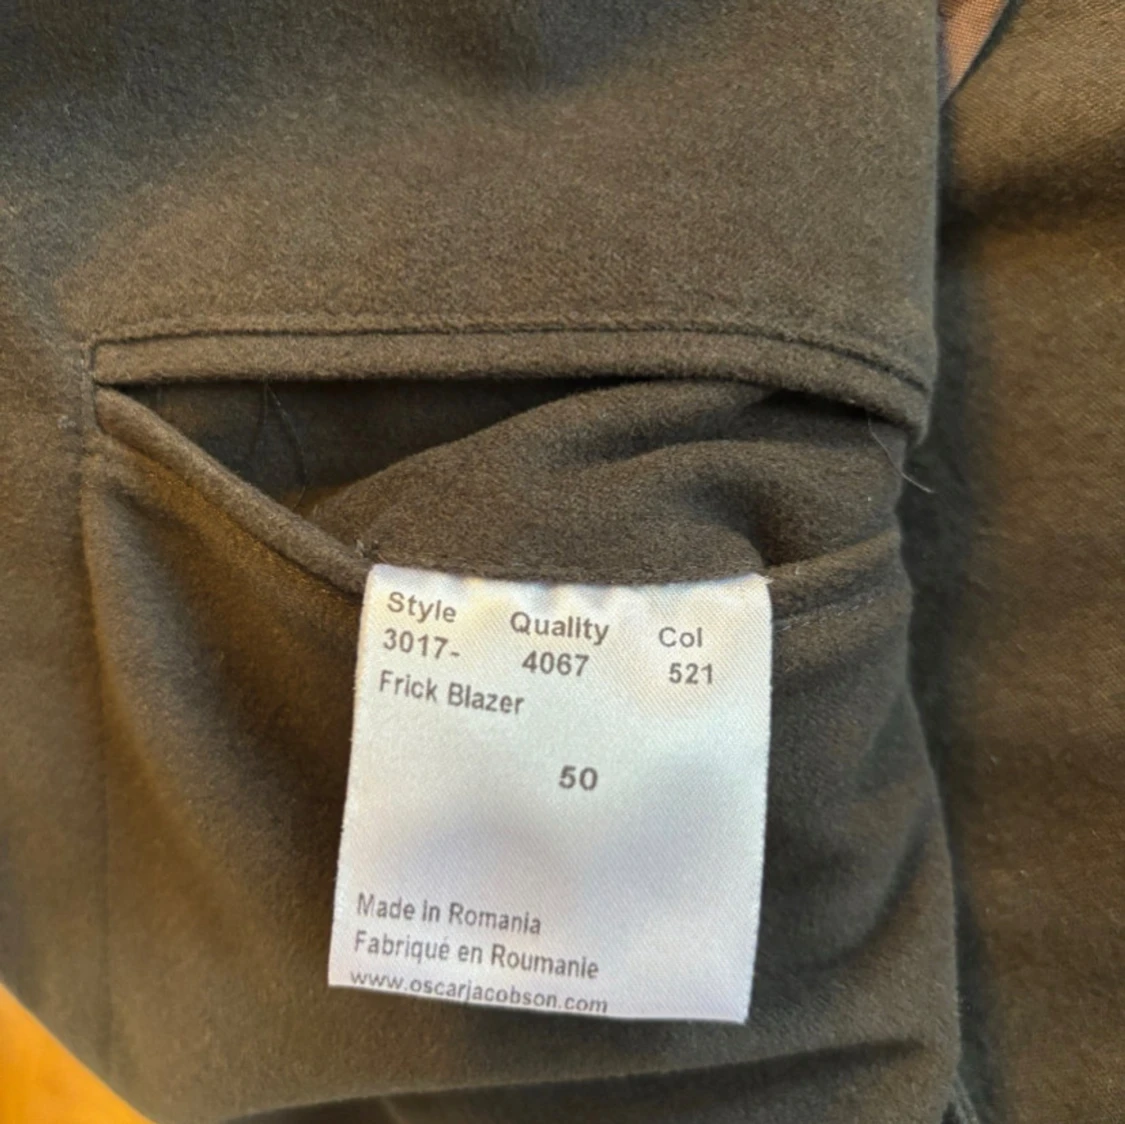 Style Quality Col
3017- 4067 521
Frick Blazer
50
Made in Romania
Fabriqué en Roumanie
www.oscarjacobson.com